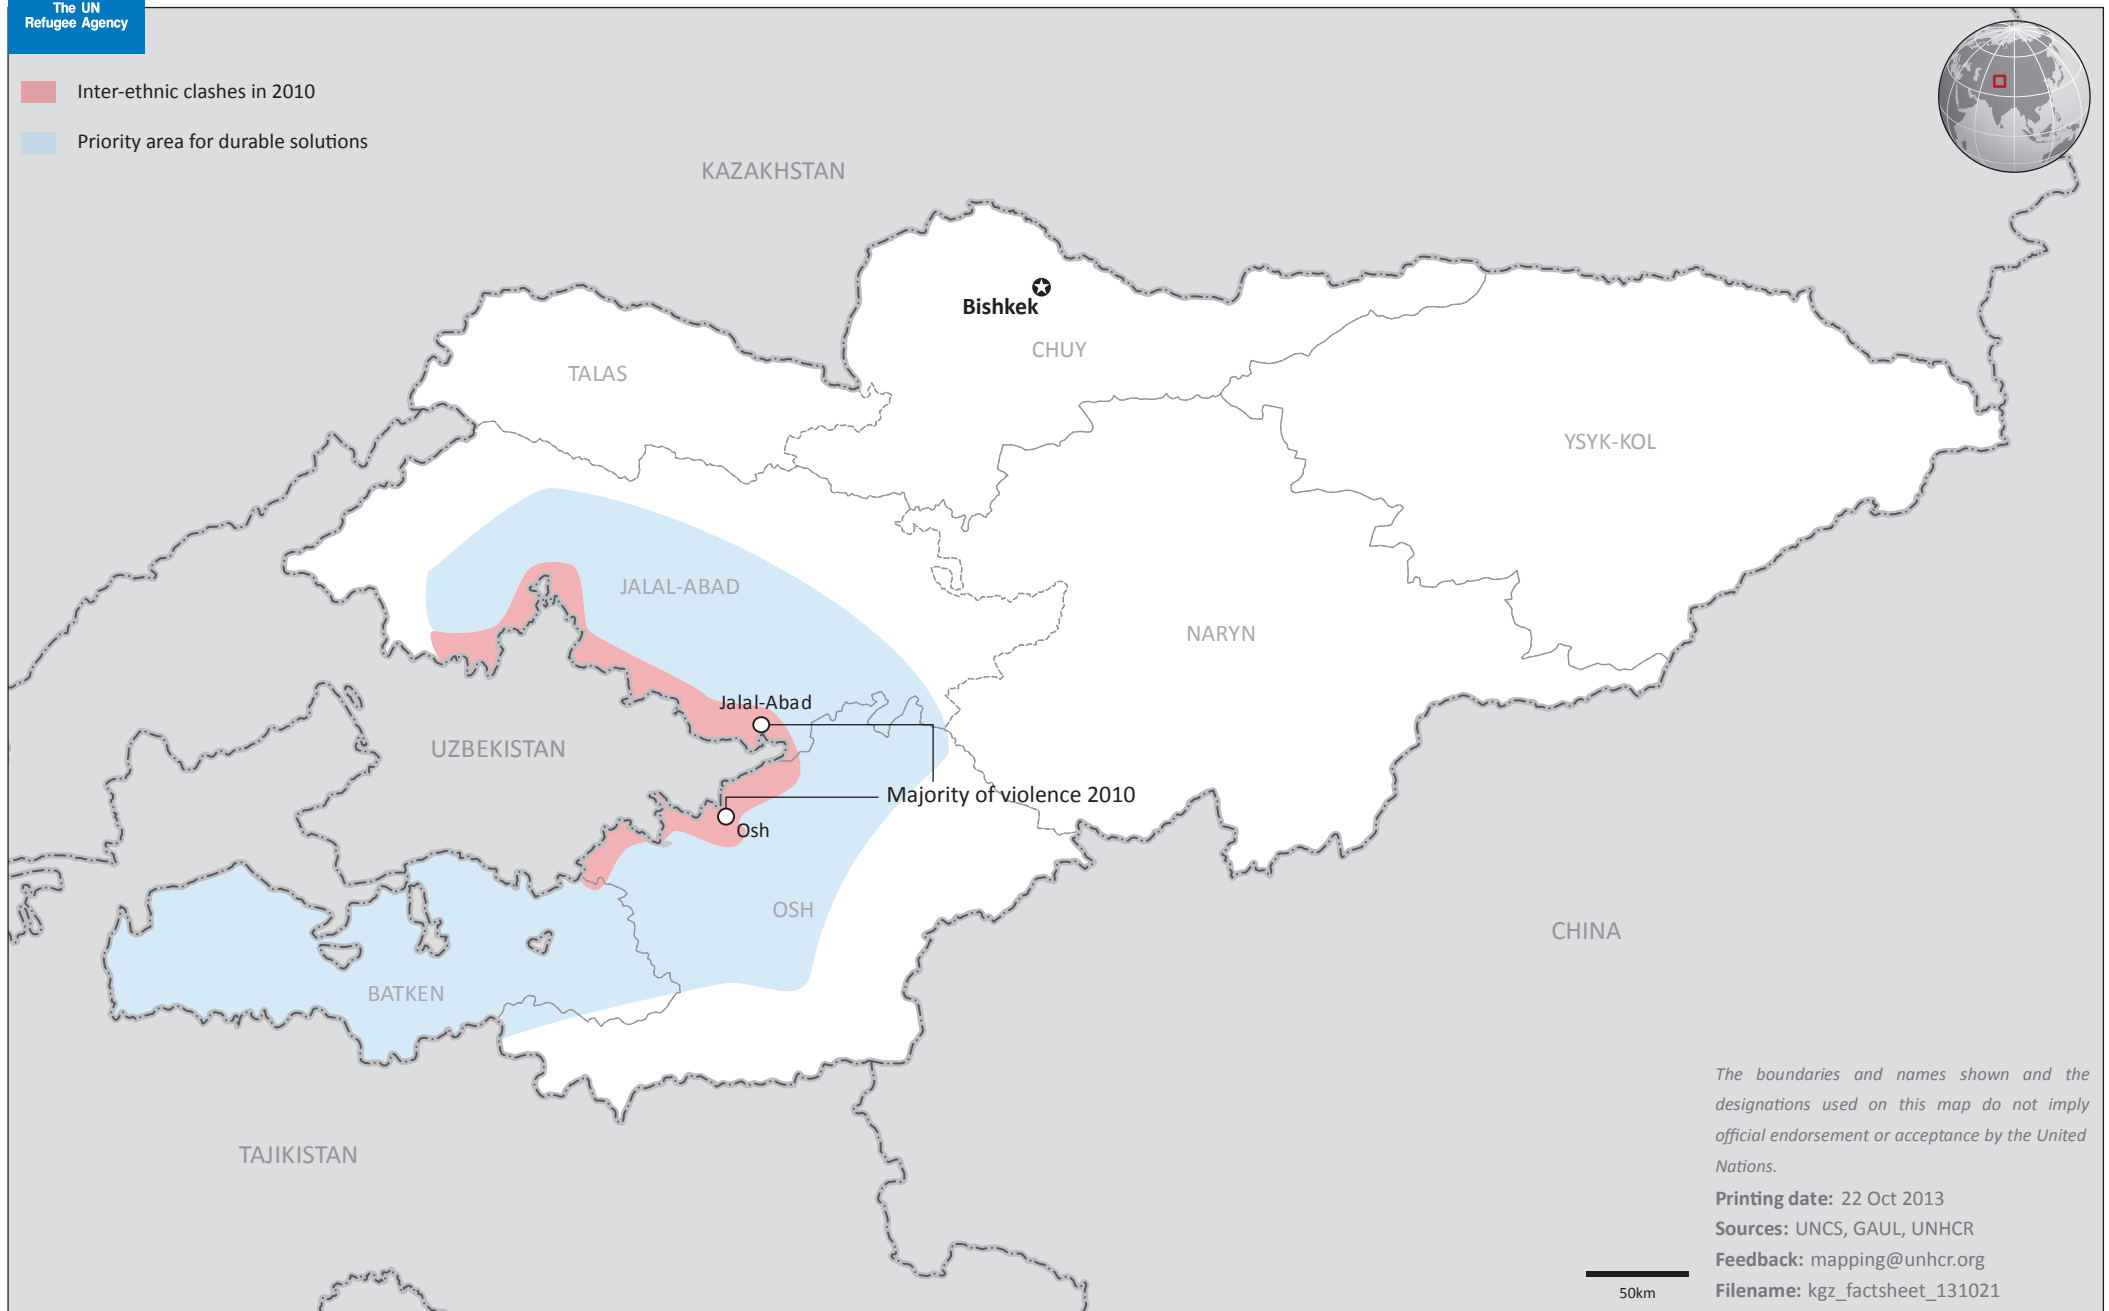 The UN
Refugee Agency
Inter-ethnic clashes in 2010
Priority area for durable solutions
KAZAKHSTAN
Bishkek
CHUY
TALAS
YSYK-KOL
JALAL-ABAD
NARYN
Jalal-Abad
UZBEKISTAN
Majority of violence 2010
Osh
OSH
CHINA
BATKEN
TAJIKISTAN
The boundaries and names shown and the
designations used on this map do not imply
official endorsement or acceptance by the United
Nations.
Printing date: 22 Oct 2013
Sources: UNCS, GAUL, UNHCR
Feedback: mapping@unhcr.org
Filename: kgz_factsheet_131021
50km